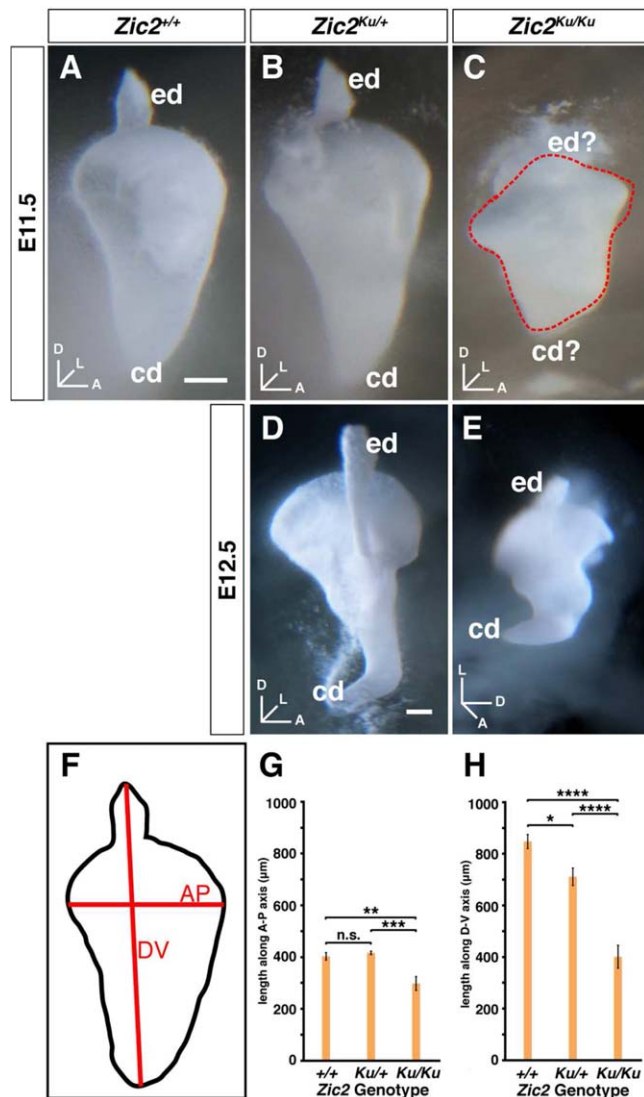 Zic2+/+
Zic2Ku/+
Zic2Ku/Ku
E11.5
A
ed
D
L
A
cd
B
ed
D
L
A
cd
C
ed?
D
L
A
cd?
E12.5
D
ed
D
L
A
cd
E
ed
cd
L
D
A
F
AP
DV
G
length along A-P axis (µm)
1000
800
600
400
200
0
**
n.s.
***
+/+ Ku/+ Ku/Ku
Zic2 Genotype
H
length along D-V axis (µm)
1000
800
600
400
200
0
****
*
****
+/+ Ku/+ Ku/Ku
Zic2 Genotype